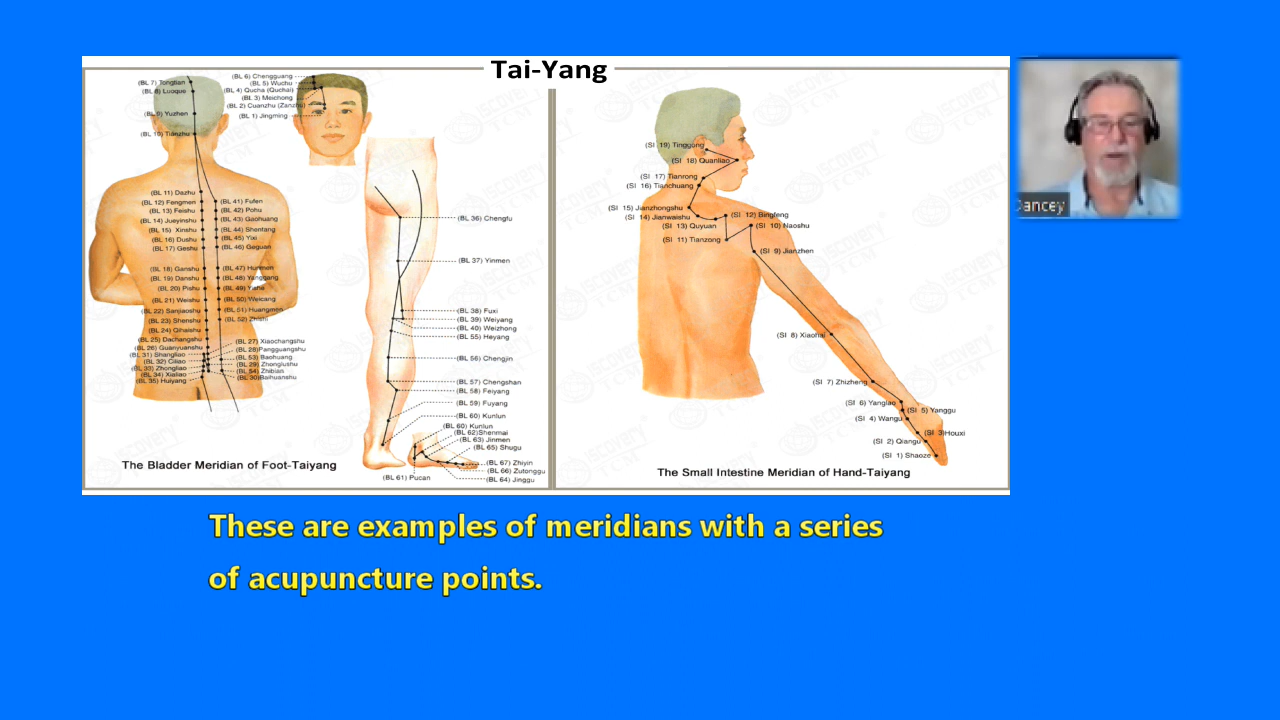 Tai-Yang
(BL 7) Tongtian
(BL 8) Luoque
(BL 9) Yuzhen
(BL 10) Tianzhu
(BL 6) Chengguang
(BL 5) Wuchu
(BL 4) Qucha (Quchai)
(BL 3) Meichong
(BL 2) Cuanzhu (Zanzhu)
(BL 1) Jingming
(BL 11) Dazhu
(BL 12) Fengmen
(BL 13) Feishu
(BL 14) Jueyinshu
(BL 15) Xinshu
(BL 16) Dushu
(BL 17) Geshu
(BL 18) Ganshu
(BL 19) Danshu
(BL 20) Pishu
(BL 21) Weishu
(BL 22) Sanjiaoshu
(BL 23) Shenshu
(BL 24) Qihaishu
(BL 25) Dachangshu
(BL 26) Guanyuanshu
(BL 31) Shangliao
(BL 32) Ciliao
(BL 33) Zhongliao
(BL 34) Xialiao
(BL 35) Huiyang
(BL 41) Fufen
(BL 42) Pohu
(BL 43) Gaohuang
(BL 44) Shentang
(BL 45) Yixi
(BL 46) Geguan
(BL 47) Hunmen
(BL 48) Yanggang
(BL 49) Yishe
(BL 50) Weicang
(BL 51) Huangmen
(BL 52) Zhishi
(BL 27) Xiaochangshu
(BL 28) Pangguangshu
(BL 53) Baohuang
(BL 29) Zhonglushu
(BL 54) Zhibian
(BL 30) Baihuanshu
(BL 36) Chengfu
(BL 37) Yinmen
(BL 38) Fuxi
(BL 39) Weiyang
(BL 40) Weizhong
(BL 55) Heyang
(BL 56) Chengjin
(BL 57) Chengshan
(BL 58) Feiyang
(BL 59) Fuyang
(BL 60) Kunlun
(BL 60) Kunlun
(BL 62) Shenmai
(BL 63) Jinmen
(BL 65) Shugu
(BL 67) Zhiyin
(BL 66) Zutonggu
(BL 64) Jinggu
(BL 61) Pucan
The Bladder Meridian of Foot-Taiyang
(SI 19) Tinggong
(SI 18) Quanliao
(SI 17) Tianrong
(SI 16) Tianchuang
(SI 15) Jianzhongshu
(SI 14) Jianwaishu
(SI 13) Quyuan
(SI 12) Bingfeng
(SI 11) Tianzong
(SI 10) Naoshu
(SI 9) Jianzhen
(SI 8) Xiaohai
(SI 7) Zhizheng
(SI 6) Yanglao
(SI 5) Yanggu
(SI 4) Wangu
(SI 3) Houxi
(SI 2) Qiangu
(SI 1) Shaoze
The Small Intestine Meridian of Hand-Taiyang
Dancey
These are examples of meridians with a series
of acupuncture points.